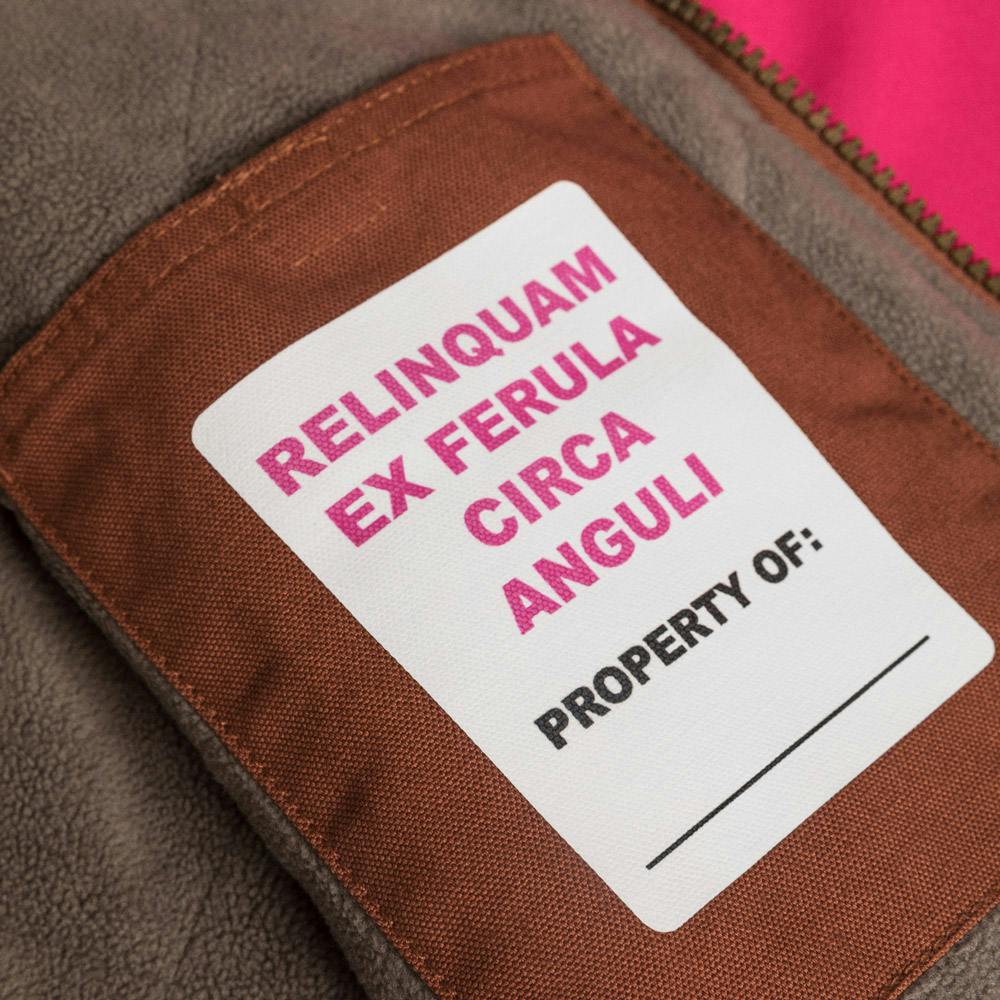 RELINQUAM
EX FERULA
CIRCA
ANGULI
PROPERTY OF: